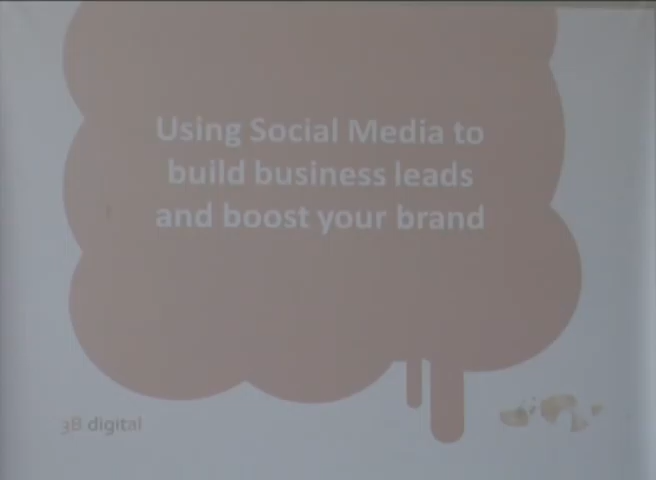 Using Social Media to
build business leads
and boost your brand
3B digital